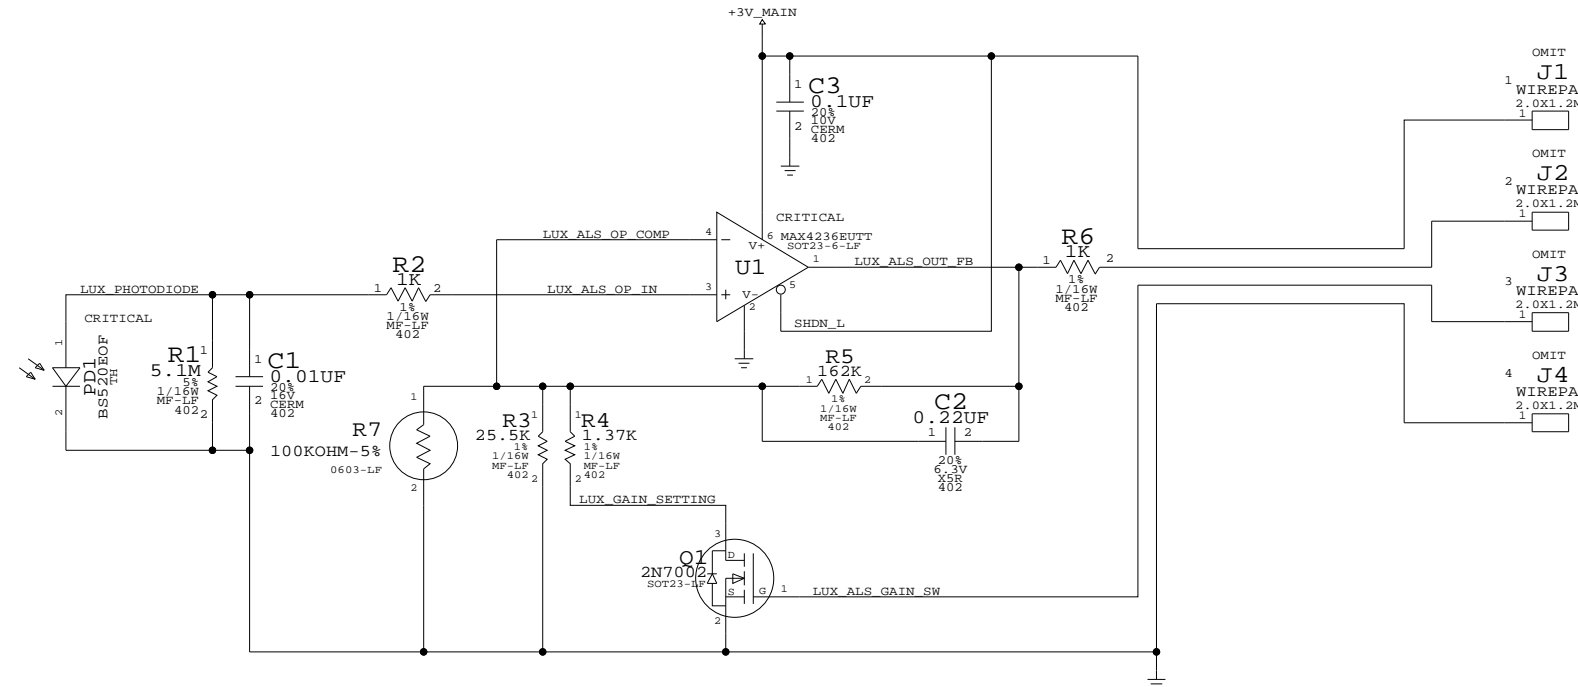 +3V_MAIN
1
C3
0.1UF
20%
10V
CERM
402
2
OMIT
1
J1
WIREPA
2.0X1.2M
1
OMIT
2
J2
WIREPA
2.0X1.2M
1
OMIT
3
J3
WIREPA
2.0X1.2M
1
OMIT
4
J4
WIREPA
2.0X1.2M
1
CRITICAL
MAX4236EUTT
SOT23-6-LF
LUX_ALS_OP_COMP
4
-
V+
6
U1
1
LUX_ALS_OUT_FB
LUX_ALS_OP_IN
3
+
V-
2
5
SHDN_L
R6
1K
1
2
1%
1/16W
MF-LF
402
LUX_PHOTODIODE
R2
1K
1
2
1%
1/16W
MF-LF
402
CRITICAL
1
PD1
BS520EOF
TH
2
R1
5.1M
5%
1/16W
MF-LF
402
1
2
C1
0.01UF
20%
16V
CERM
402
1
2
R7
100KOHM-5%
0603-LF
1
2
R3
25.5K
1%
1/16W
MF-LF
402
1
2
R4
1.37K
1%
1/16W
MF-LF
402
1
2
R5
162K
1
2
1%
1/16W
MF-LF
402
C2
0.22UF
1
2
20%
6.3V
X5R
402
LUX_GAIN_SETTING
3
Q1
2N7002
SOT23-LF
D
S
G
1
2
LUX_ALS_GAIN_SW